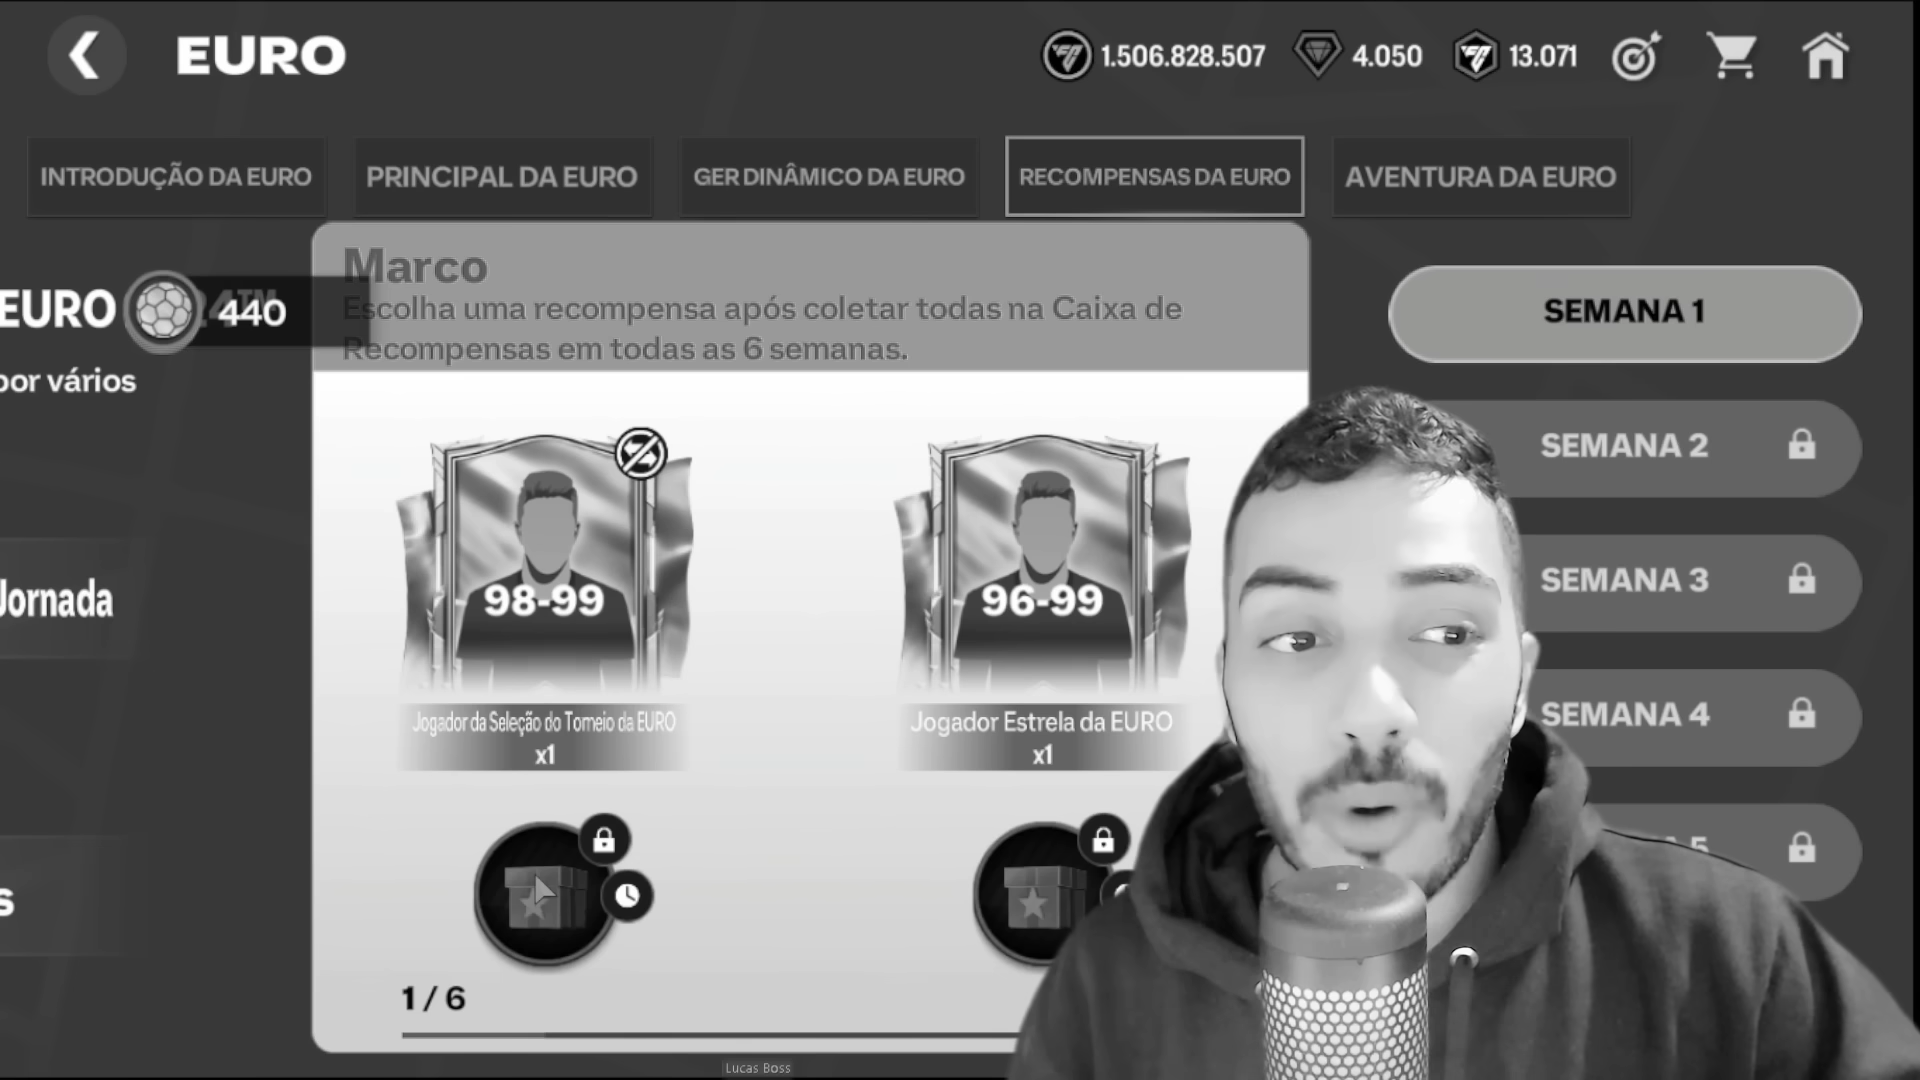 EURO
1.506.828.507
4.050
13.071
INTRODUÇÃO DA EURO
PRINCIPAL DA EURO
GER DINÂMICO DA EURO
RECOMPENSAS DA EURO
AVENTURA DA EURO
EURO
440
por vários
Jornada
s
Marco
Escolha uma recompensa após coletar todas na Caixa de
Recompensas em todas as 6 semanas.
98-99
Jogador da Seleção do Torneio da EURO
x1
96-99
Jogador Estrela da EURO
x1
1 / 6
SEMANA 1
SEMANA 2
SEMANA 3
SEMANA 4
5
Lucas Boss